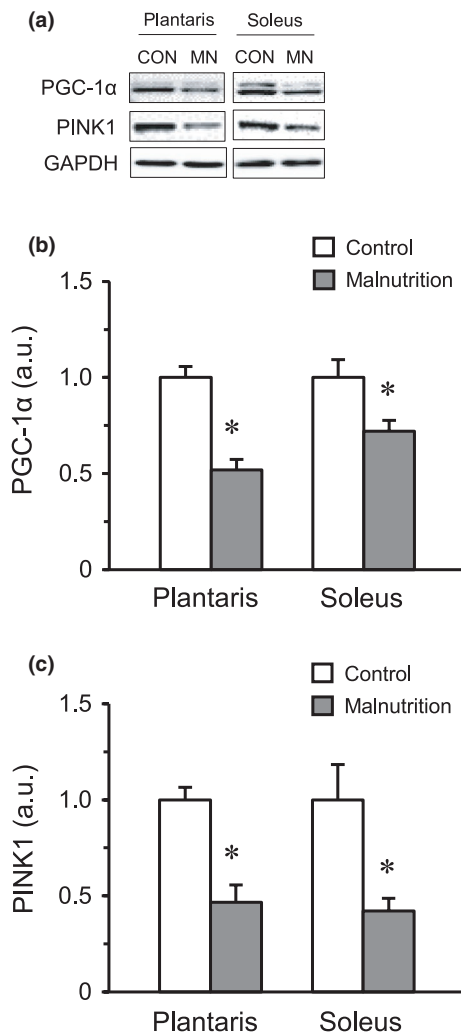 (a)
Plantaris Soleus
CON MN CON MN
PGC-1α
PINK1
GAPDH
(b)
Control
Malnutrition
1.5
1.0
0.5
0
PGC-1α (a.u.)
*
*
Plantaris Soleus
(c)
Control
Malnutrition
1.5
1.0
0.5
0
PINK1 (a.u.)
*
*
Plantaris Soleus